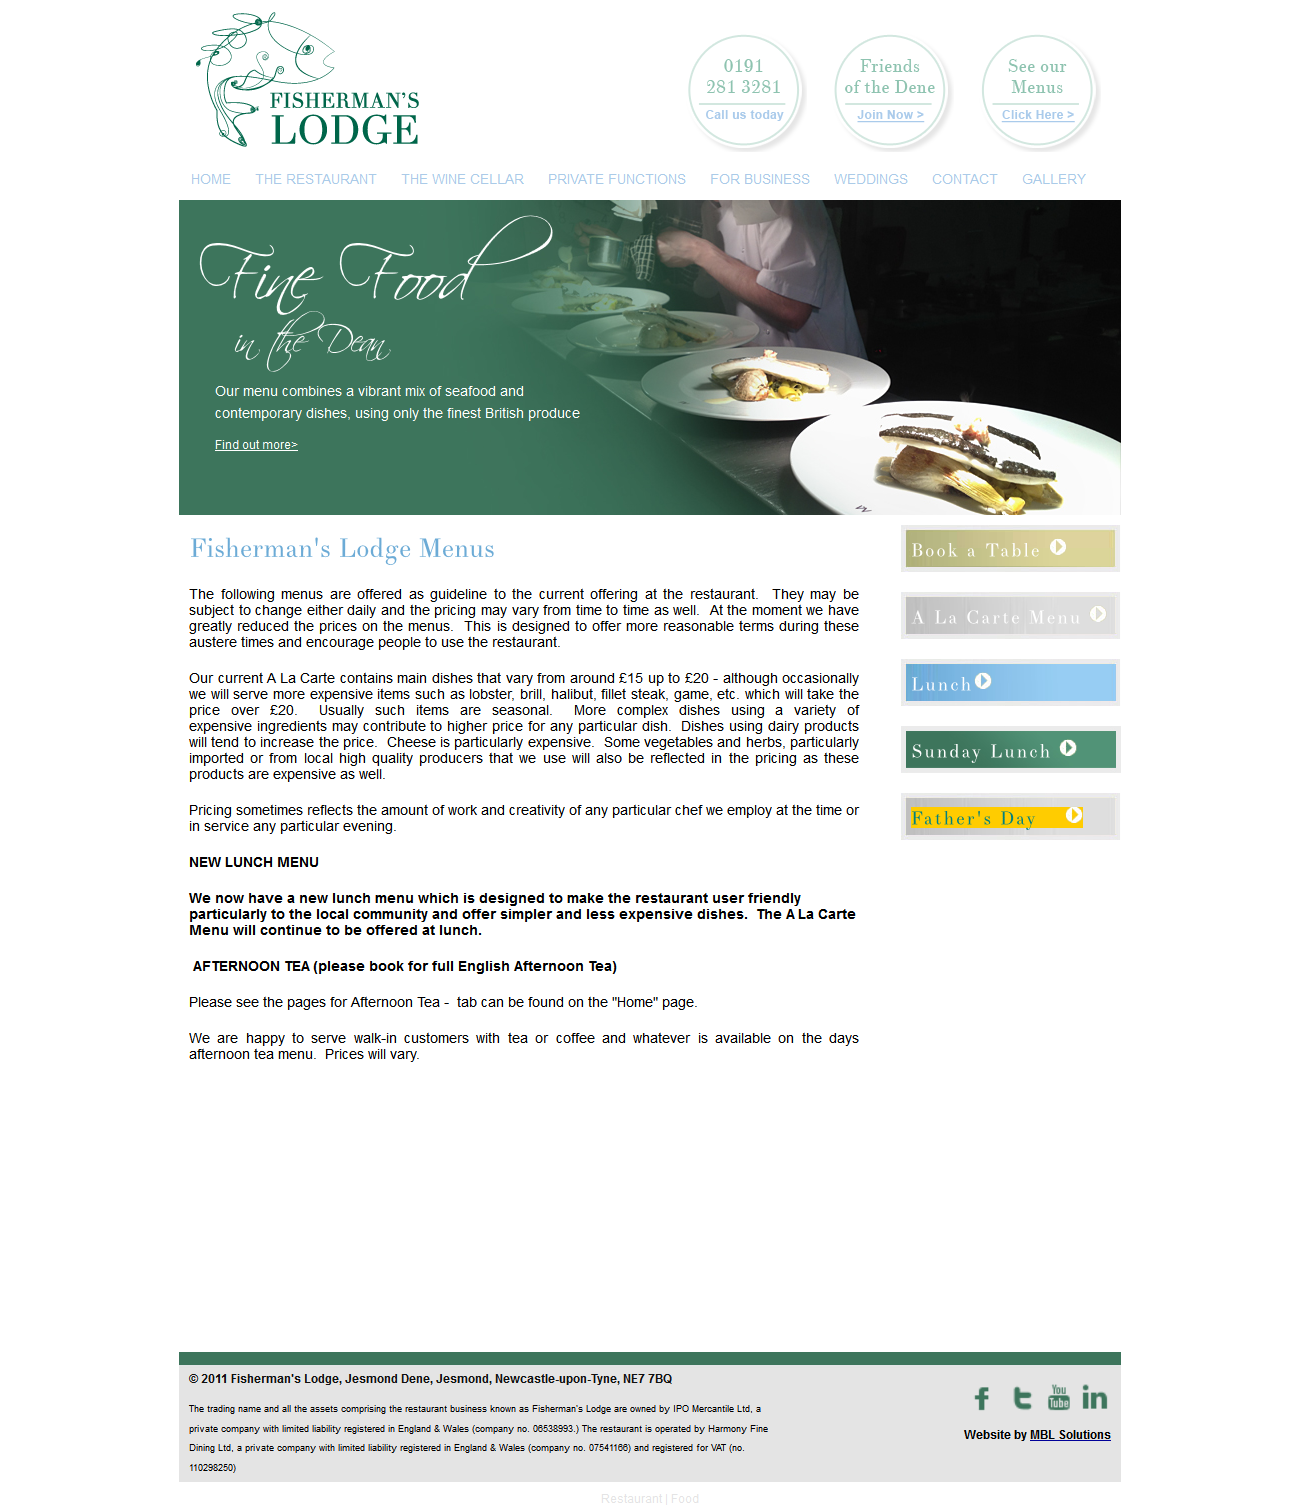 FISHERMAN'S
LODGE
0191
281 3281
Call us today
Friends
of the Dene
Join Now >
See our
Menus
Click Here >
HOME THE RESTAURANT THE WINE CELLAR PRIVATE FUNCTIONS FOR BUSINESS WEDDINGS CONTACT GALLERY
Fine Food
in the Dean
Our menu combines a vibrant mix of seafood and
contemporary dishes, using only the finest British produce
Find out more>
Fisherman's Lodge Menus
The following menus are offered as guideline to the current offering at the restaurant.  They may be
subject to change either daily and the pricing may vary from time to time as well.  At the moment we have
greatly reduced the prices on the menus.  This is designed to offer more reasonable terms during these
austere times and encourage people to use the restaurant.
Our current A La Carte contains main dishes that vary from around £15 up to £20 - although occasionally
we will serve more expensive items such as lobster, brill, halibut, fillet steak, game, etc. which will take the
price over £20.  Usually such items are seasonal.  More complex dishes using a variety of
expensive ingredients may contribute to higher price for any particular dish.  Dishes using dairy products
will tend to increase the price.  Cheese is particularly expensive.  Some vegetables and herbs, particularly
imported or from local high quality producers that we use will also be reflected in the pricing as these
products are expensive as well.
Pricing sometimes reflects the amount of work and creativity of any particular chef we employ at the time or
in service any particular evening.
NEW LUNCH MENU
We now have a new lunch menu which is designed to make the restaurant user friendly
particularly to the local community and offer simpler and less expensive dishes.  The A La Carte
Menu will continue to be offered at lunch.
AFTERNOON TEA (please book for full English Afternoon Tea)
Please see the pages for Afternoon Tea -  tab can be found on the "Home" page.
We are happy to serve walk-in customers with tea or coffee and whatever is available on the days
afternoon tea menu.  Prices will vary.
Book a Table
A La Carte Menu
Lunch
Sunday Lunch
Father's Day
© 2011 Fisherman's Lodge, Jesmond Dene, Jesmond, Newcastle-upon-Tyne, NE7 7BQ
The trading name and all the assets comprising the restaurant business known as Fisherman's Lodge are owned by IPO Mercantile Ltd, a
private company with limited liability registered in England & Wales (company no. 06538993.) The restaurant is operated by Harmony Fine
Dining Ltd, a private company with limited liability registered in England & Wales (company no. 07541166) and registered for VAT (no.
110298250)
You Tube
Website by MBL Solutions
Restaurant | Food